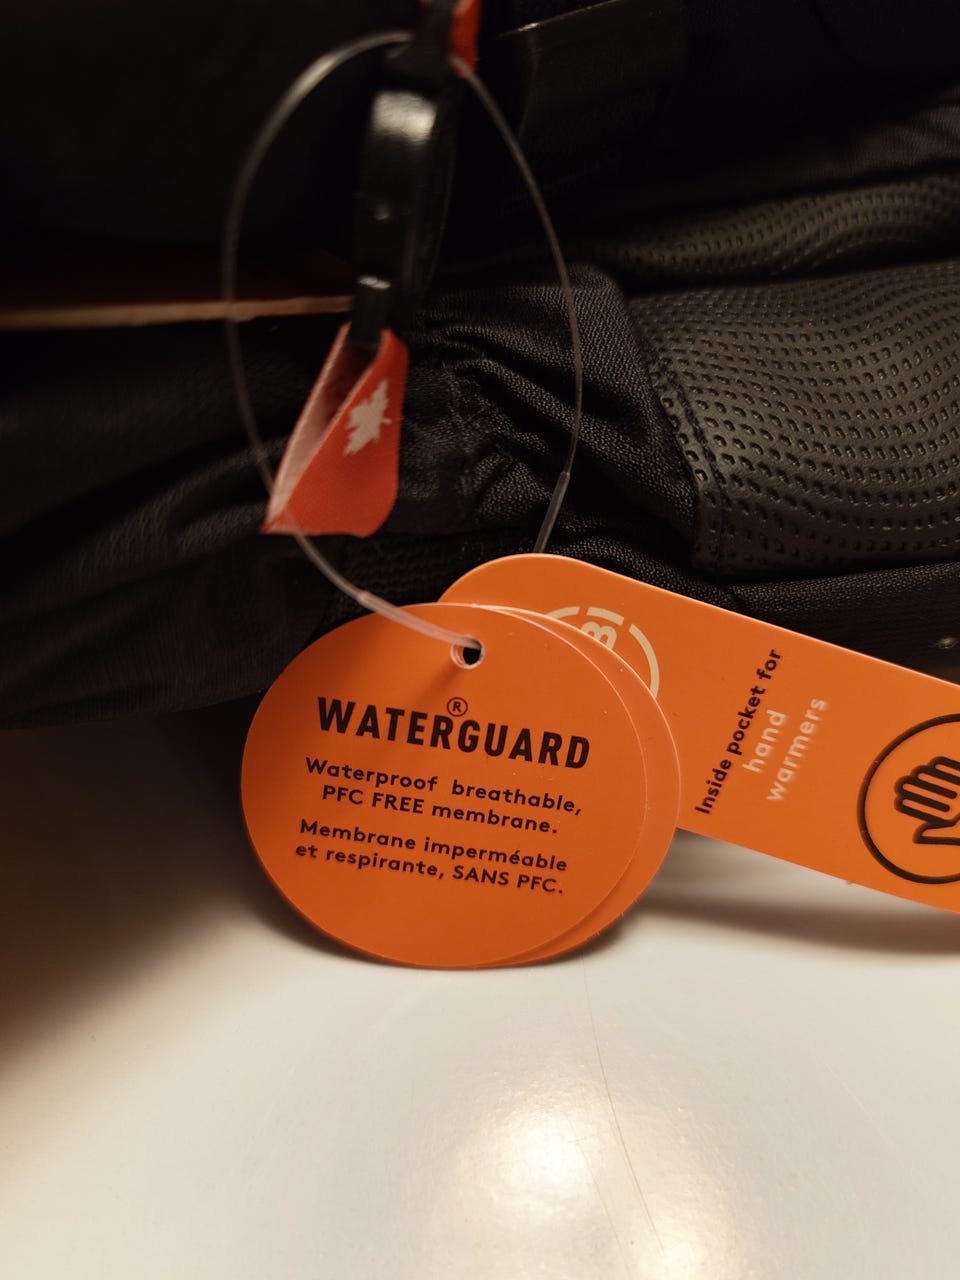 WATERGUARD®
Waterproof breathable,
PFC FREE membrane.
Membrane imperméable
et respirante, SANS PFC.
Inside pocket for
hand
warmers